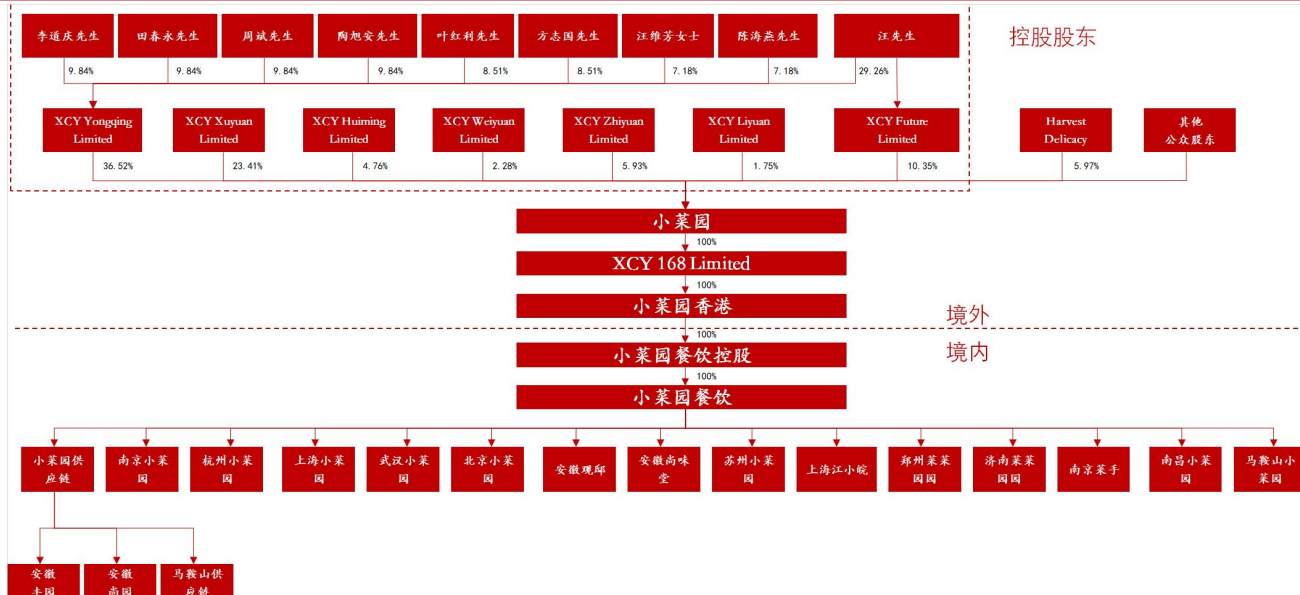 李道庆先生
田春永先生
周斌先生
陶旭安先生
叶红利先生
方志国先生
汪维芳女士
陈海燕先生
汪先生
控股股东
9.84%
9.84%
9.84%
9.84%
8.51%
8.51%
7.18%
7.18%
29.26%
XCY Yongqing
Limited
XCY Xuyuan
Limited
XCY Huiming
Limited
XCY Weiyuan
Limited
XCY Zhiyuan
Limited
XCY Liyuan
Limited
XCY Future
Limited
Harvest
Delicacy
其他
公众股东
36.52%
23.41%
4.76%
2.28%
5.93%
1.75%
10.35%
5.97%
小菜园
100%
XCY 168 Limited
100%
小菜园香港
境外
100%
境内
小菜园餐饮控股
100%
小菜园餐饮
小菜园供
应链
南京小菜
园
杭州小菜
园
上海小菜
园
武汉小菜
园
北京小菜
园
安徽观邸
安徽尚味
堂
苏州小菜
园
上海江小皖
郑州菜菜
园园
济南菜菜
园园
南京菜手
南昌小菜
园
马鞍山小
菜园
安徽
丰园
安徽
尚园
马鞍山供
应链